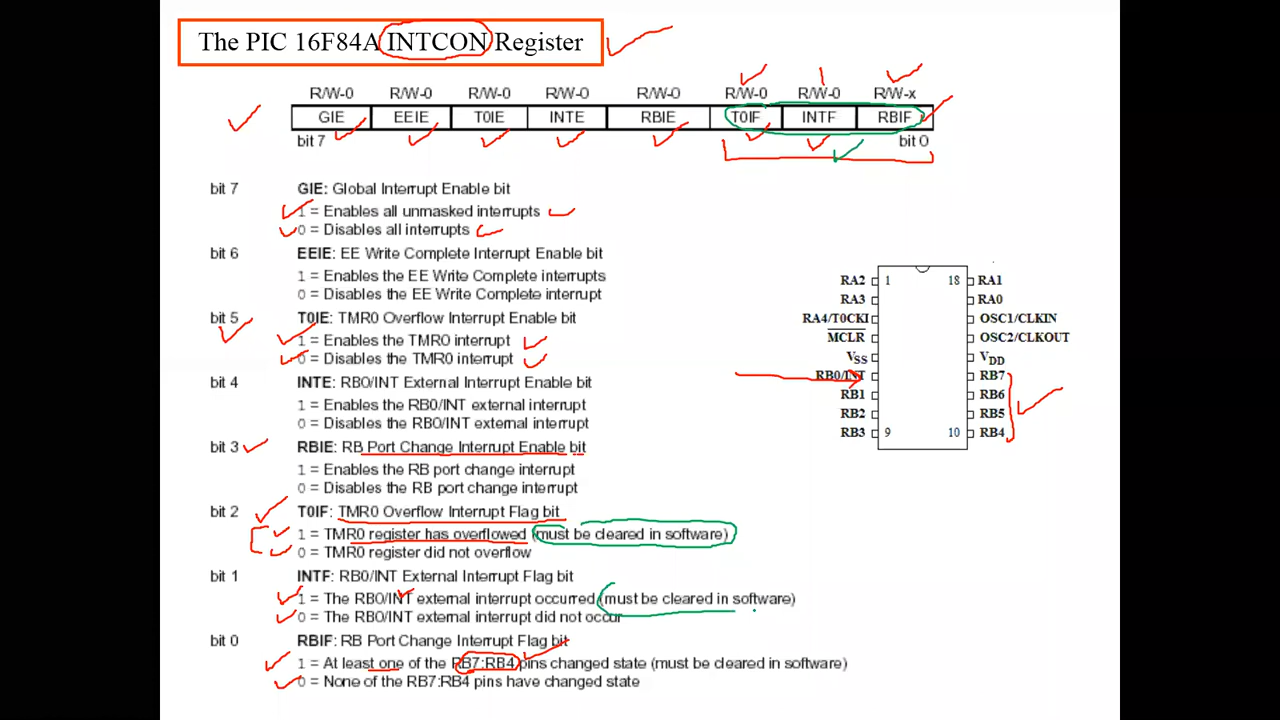 The PIC 16F84A INTCON Register
R/W-0 R/W-0 R/W-0 R/W-0 R/W-0 R/W-0 R/W-0 R/W-x
GIE EEIE T0IE INTE RBIE T0IF INTF RBIF
bit 7 bit 0
bit 7 GIE: Global Interrupt Enable bit
1 = Enables all unmasked interrupts
0 = Disables all interrupts
bit 6 EEIE: EE Write Complete Interrupt Enable bit
1 = Enables the EE Write Complete interrupts
0 = Disables the EE Write Complete interrupt
bit 5 T0IE: TMR0 Overflow Interrupt Enable bit
1 = Enables the TMR0 interrupt
0 = Disables the TMR0 interrupt
bit 4 INTE: RB0/INT External Interrupt Enable bit
1 = Enables the RB0/INT external interrupt
0 = Disables the RB0/INT external interrupt
bit 3 RBIE: RB Port Change Interrupt Enable bit
1 = Enables the RB port change interrupt
0 = Disables the RB port change interrupt
bit 2 T0IF: TMR0 Overflow Interrupt Flag bit
1 = TMR0 register has overflowed (must be cleared in software)
0 = TMR0 register did not overflow
bit 1 INTF: RB0/INT External Interrupt Flag bit
1 = The RB0/INT external interrupt occurred (must be cleared in software)
0 = The RB0/INT external interrupt did not occur
bit 0 RBIF: RB Port Change Interrupt Flag bit
1 = At least one of the RB7:RB4 pins changed state (must be cleared in software)
0 = None of the RB7:RB4 pins have changed state
RA2 1 18 RA1
RA3 RA0
RA4/T0CKI OSC1/CLKIN
MCLR OSC2/CLKOUT
VSS VDD
RB0/INT RB7
RB1 RB6
RB2 RB5
RB3 9 10 RB4